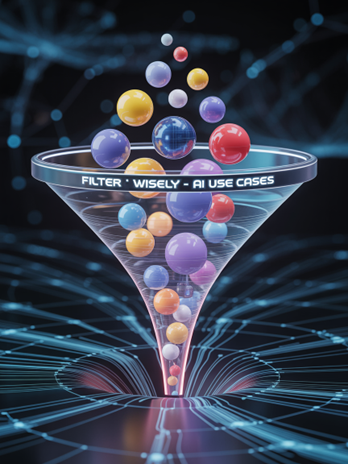 FILTER * WISELY - AI USE CASES